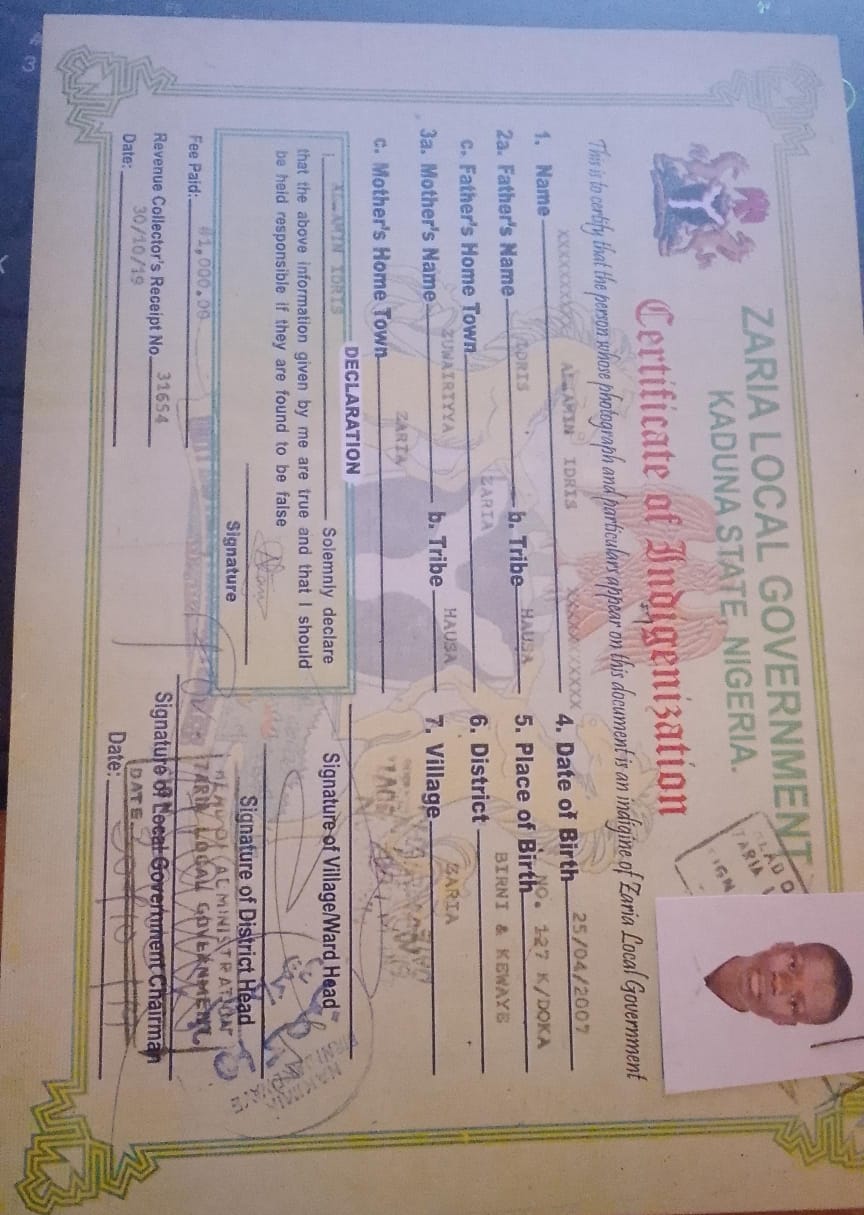 ZARIA LOCAL GOVERNMENT
KADUNA STATE, NIGERIA.
Certificate of Indigenization
This is to certify that the person whose photograph and particulars appear on this document is an indigine of Zaria Local Government
1. Name XXXXXXXXXX AL-AMIN IDRIS XXXXXXXXXX
2a. Father's Name IDRIS b. Tribe HAUSA
c. Father's Home Town ZARIA
3a. Mother's Name ZUWAIRIYYA b. Tribe HAUSA
c. Mother's Home Town ZARIA
4. Date of Birth 25/04/2007
5. Place of Birth NO. 127 K/DOKA
6. District BIRNI & KEWAYE
7. Village ZARIA
DECLARATION
I, AL-AMIN IDRIS Solemnly declare
that the above information given by me are true and that I should
be held responsible if they are found to be false
Signature
Fee Paid: #1,000.00
Revenue Collector's Receipt No 31654
Date: 30/10/19
Signature of Village/Ward Head
Signature of District Head
Signature of Local Government Chairman
Date:
ZARIA LOCAL GOVERNMENT
DATE